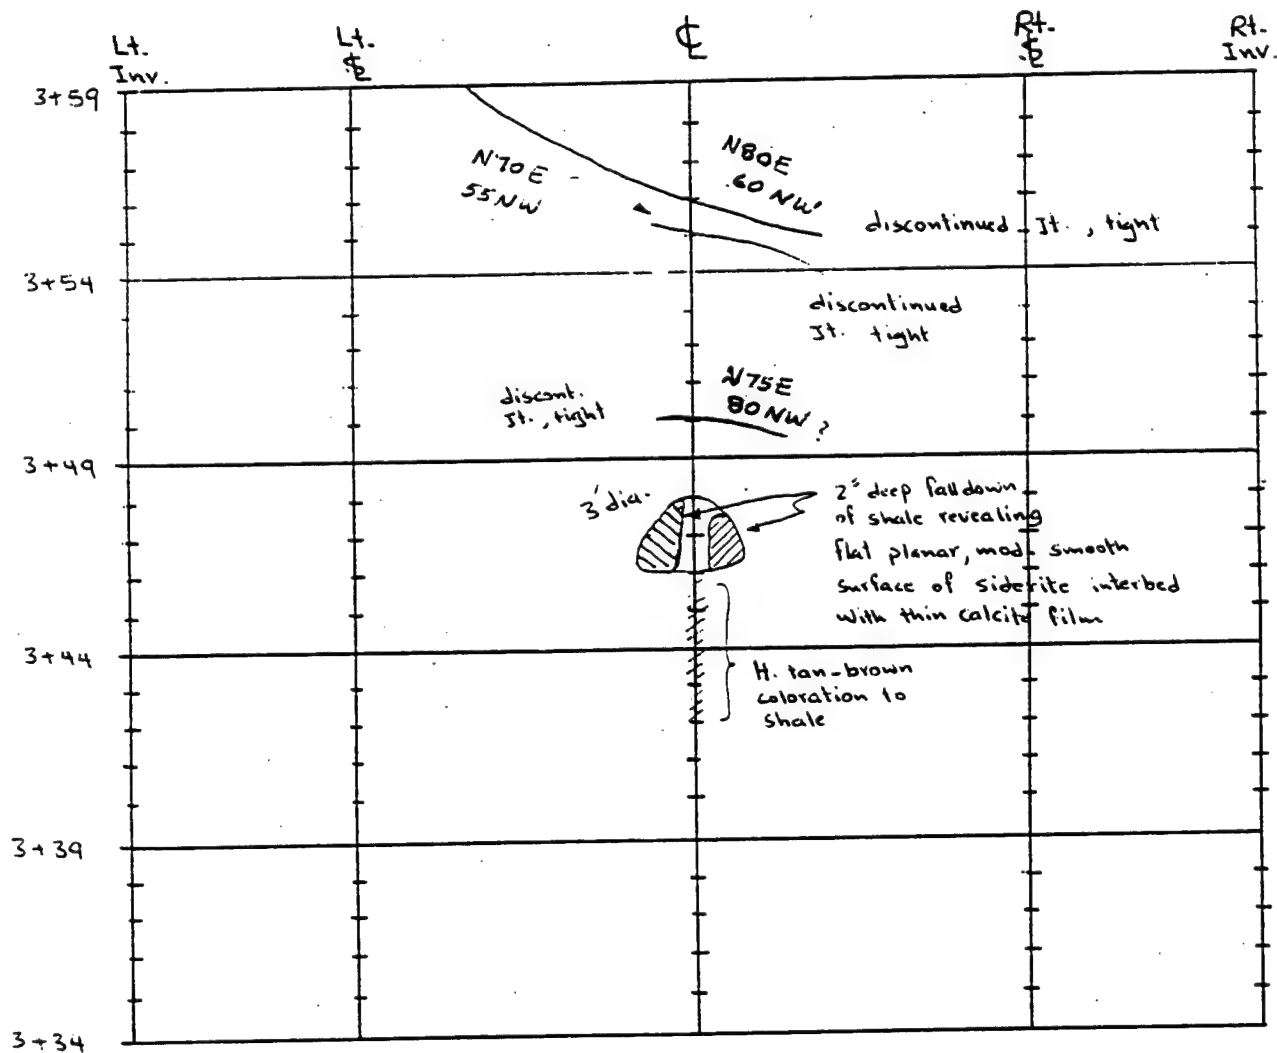 Lt.
Inv.
Lt.
℄
Rt.
Rt.
Inv.
3+59
N70E
55NW
N80E
60 NW
discontinued Jt., tight
3+54
discontinued
Jt. tight
discont.
Jt., tight
N75E
80 NW ?
3+49
3' dia.
2" deep falldown
of shale revealing
flat planar, mod. smooth
surface of siderite interbed
with thin calcite film
3+44
tan-brown
coloration to
shale
3+39
3+34